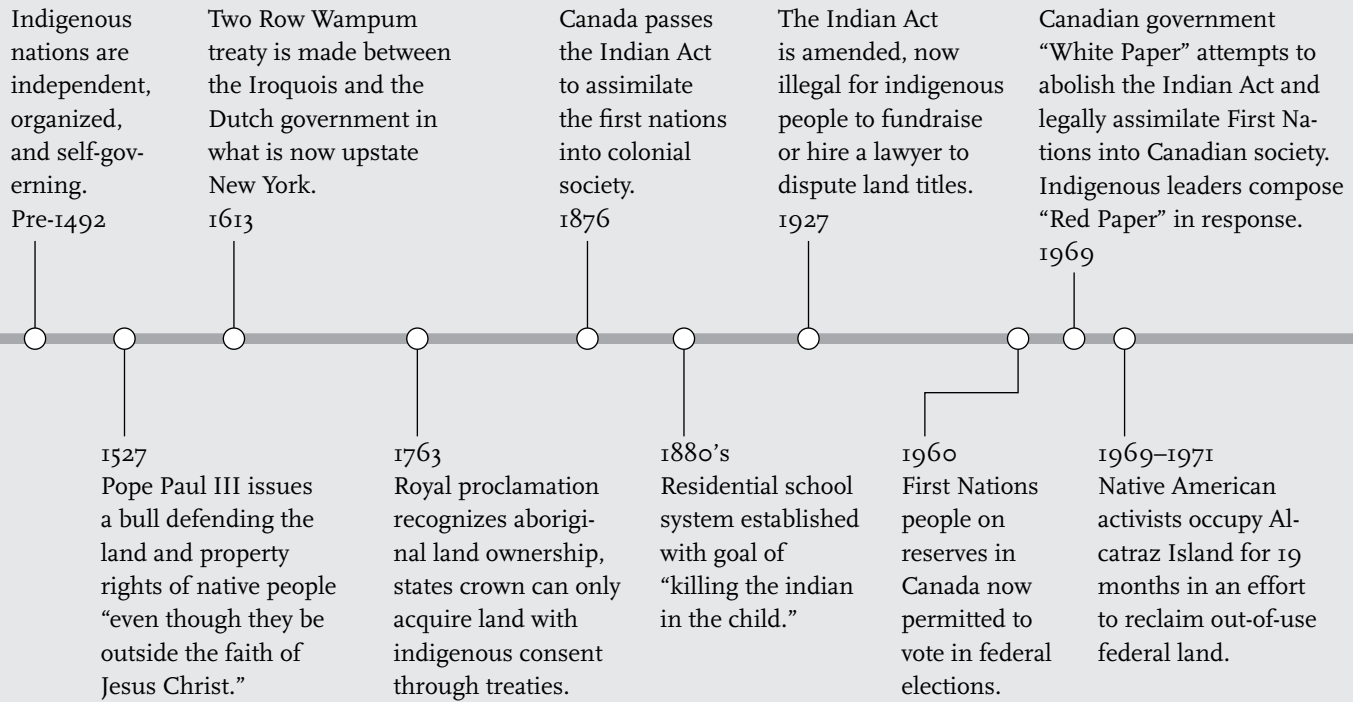 Indigenous
nations are
independent,
organized,
and self-gov-
erning.
Pre-1492
Two Row Wampum
treaty is made between
the Iroquois and the
Dutch government in
what is now upstate
New York.
1613
Canada passes
the Indian Act
to assimilate
the first nations
into colonial
society.
1876
The Indian Act
is amended, now
illegal for indigenous
people to fundraise
or hire a lawyer to
dispute land titles.
1927
Canadian government
“White Paper” attempts to
abolish the Indian Act and
legally assimilate First Na-
tions into Canadian society.
Indigenous leaders compose
“Red Paper” in response.
1969
1527
Pope Paul III issues
a bull defending the
land and property
rights of native people
“even though they be
outside the faith of
Jesus Christ.”
1763
Royal proclamation
recognizes aborigi-
nal land ownership,
states crown can only
acquire land with
indigenous consent
through treaties.
1880’s
Residential school
system established
with goal of
“killing the indian
in the child.”
1960
First Nations
people on
reserves in
Canada now
permitted to
vote in federal
elections.
1969–1971
Native American
activists occupy Al-
catraz Island for 19
months in an effort
to reclaim out-of-use
federal land.